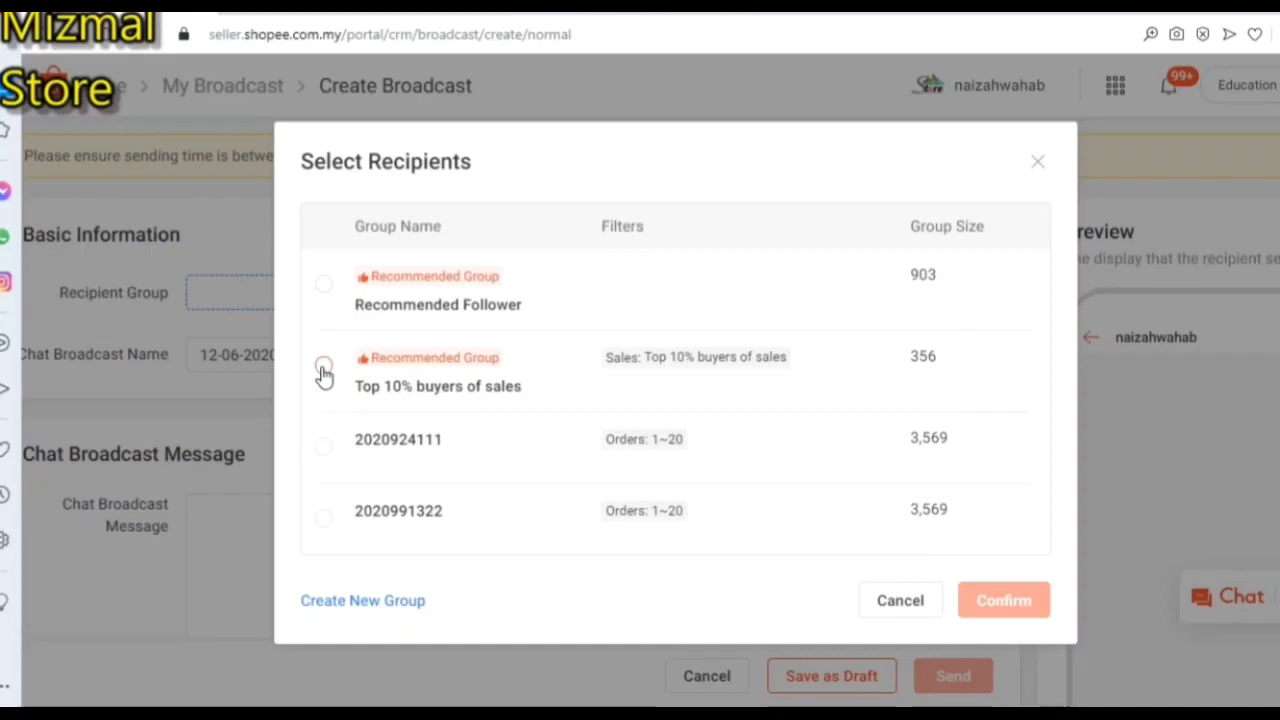 Mizmal
Store
seller.shopee.com.my/portal/crm/broadcast/create/normal
My Broadcast > Create Broadcast
naizahwahab
99+
Education
Please ensure sending time is betwe
Select Recipients
Group Name Filters Group Size
Recommended Group
Recommended Follower
903
Recommended Group
Top 10% buyers of sales
Sales: Top 10% buyers of sales
356
2020924111 Orders: 1~20 3,569
2020991322 Orders: 1~20 3,569
Create New Group
Cancel
Confirm
Basic Information
Recipient Group
Chat Broadcast Name
12-06-2020
Chat Broadcast Message
Chat Broadcast
Message
review
he display that the recipient se
naizahwahab
Chat
Cancel
Save as Draft
Send